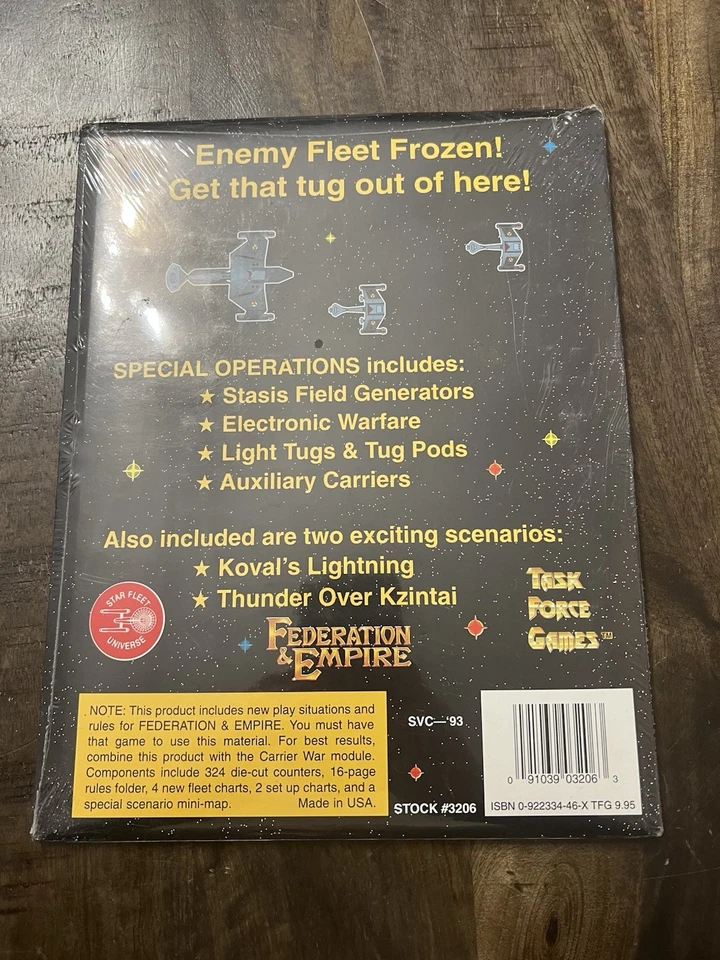 Enemy Fleet Frozen!
Get that tug out of here!
SPECIAL OPERATIONS includes:
★ Stasis Field Generators
★ Electronic Warfare
★ Light Tugs & Tug Pods
★ Auxiliary Carriers
Also included are two exciting scenarios:
★ Koval's Lightning
★ Thunder Over Kzintai
STAR FLEET
UNIVERSE
FEDERATION
& EMPIRE
TASK
FORCE
GAMES™
NOTE: This product includes new play situations and
rules for FEDERATION & EMPIRE. You must have
that game to use this material. For best results,
combine this product with the Carrier War module.
Components include 324 die-cut counters, 16-page
rules folder, 4 new fleet charts, 2 set up charts, and a
special scenario mini-map. Made in USA.
SVC—'93
STOCK #3206
0 91039 03206 3
ISBN 0-922334-46-X TFG 9.95